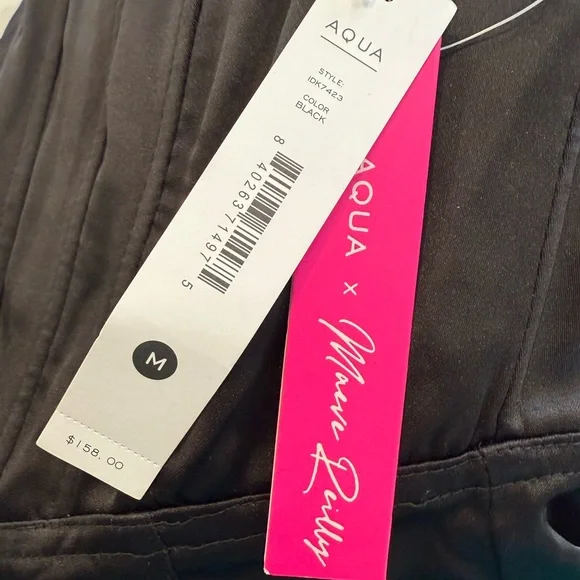 AQUA
STYLE:
IDK7423
COLOR
BLACK
8 40263 71497 5
M
$158.00
AQUA x Maeve Reilly